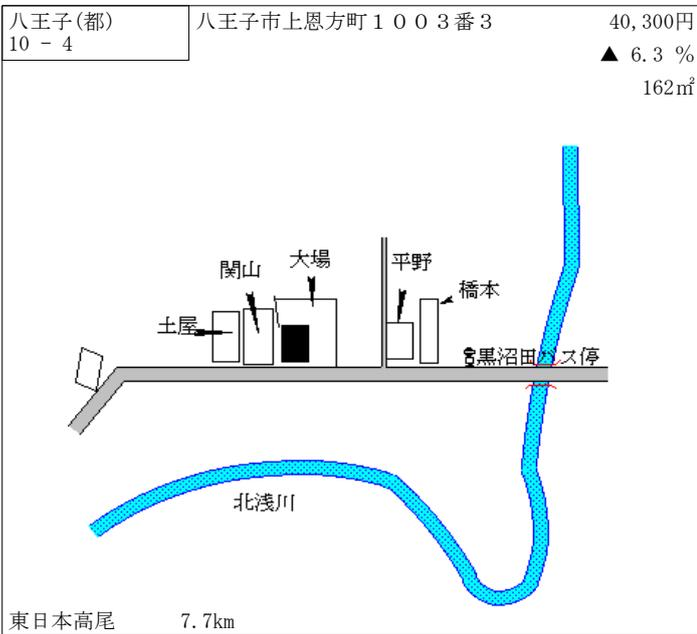 八王子(都)
10 - 4
八王子市上恩方町１００３番３
40,300円
▲ 6.3 %
162㎡
大場
平野
関山
橋本
土屋
黒沼田バス停
北浅川
東日本高尾 7.7km